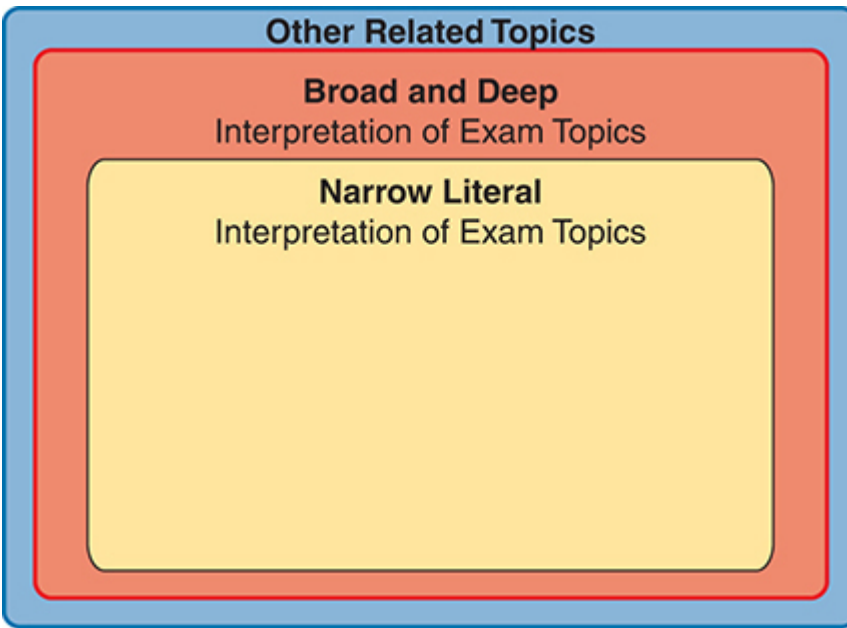 Other Related Topics
Broad and Deep
Interpretation of Exam Topics
Narrow Literal
Interpretation of Exam Topics